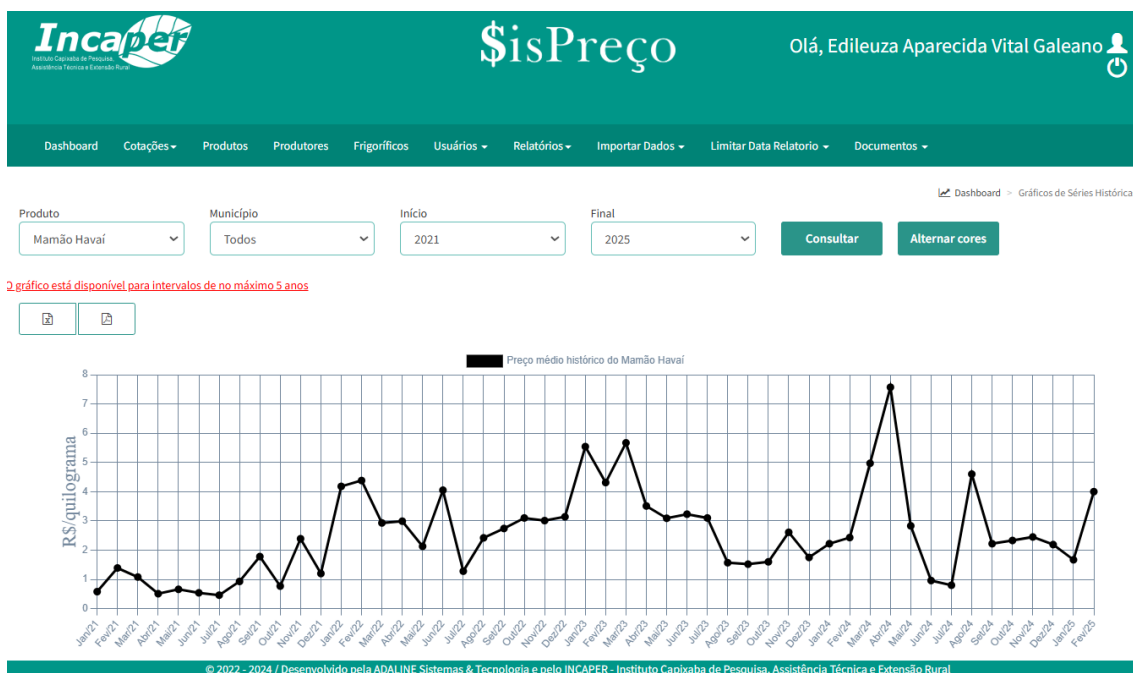 Incaper
Instituto Capixaba de Pesquisa,
Assistência Técnica e Extensão Rural
$isPreço
Olá, Edileuza Aparecida Vital Galeano
Dashboard Cotações Produtos Produtores Frigoríficos Usuários Relatórios Importar Dados Limitar Data Relatorio Documentos
Dashboard > Gráficos de Séries Histórica
Produto Município Início Final
Mamão Havaí Todos 2021 2025 Consultar Alternar cores
O gráfico está disponível para intervalos de no máximo 5 anos
Preço médio histórico do Mamão Havaí
R$/quilograma
8
7
6
5
4
3
2
1
0
Jan/21 Fev/21 Mar/21 Abr/21 Mai/21 Jun/21 Jul/21 Ago/21 Set/21 Out/21 Nov/21 Dez/21 Jan/22 Fev/22 Mar/22 Abr/22 Mai/22 Jun/22 Jul/22 Ago/22 Set/22 Out/22 Nov/22 Dez/22 Jan/23 Fev/23 Mar/23 Abr/23 Mai/23 Jun/23 Jul/23 Ago/23 Set/23 Out/23 Nov/23 Dez/23 Jan/24 Fev/24 Mar/24 Abr/24 Mai/24 Jun/24 Jul/24 Ago/24 Set/24 Out/24 Nov/24 Dez/24 Jan/25 Fev/25
© 2022 - 2024 / Desenvolvido pela ADALINE Sistemas & Tecnologia e pelo INCAPER - Instituto Capixaba de Pesquisa, Assistência Técnica e Extensão Rural